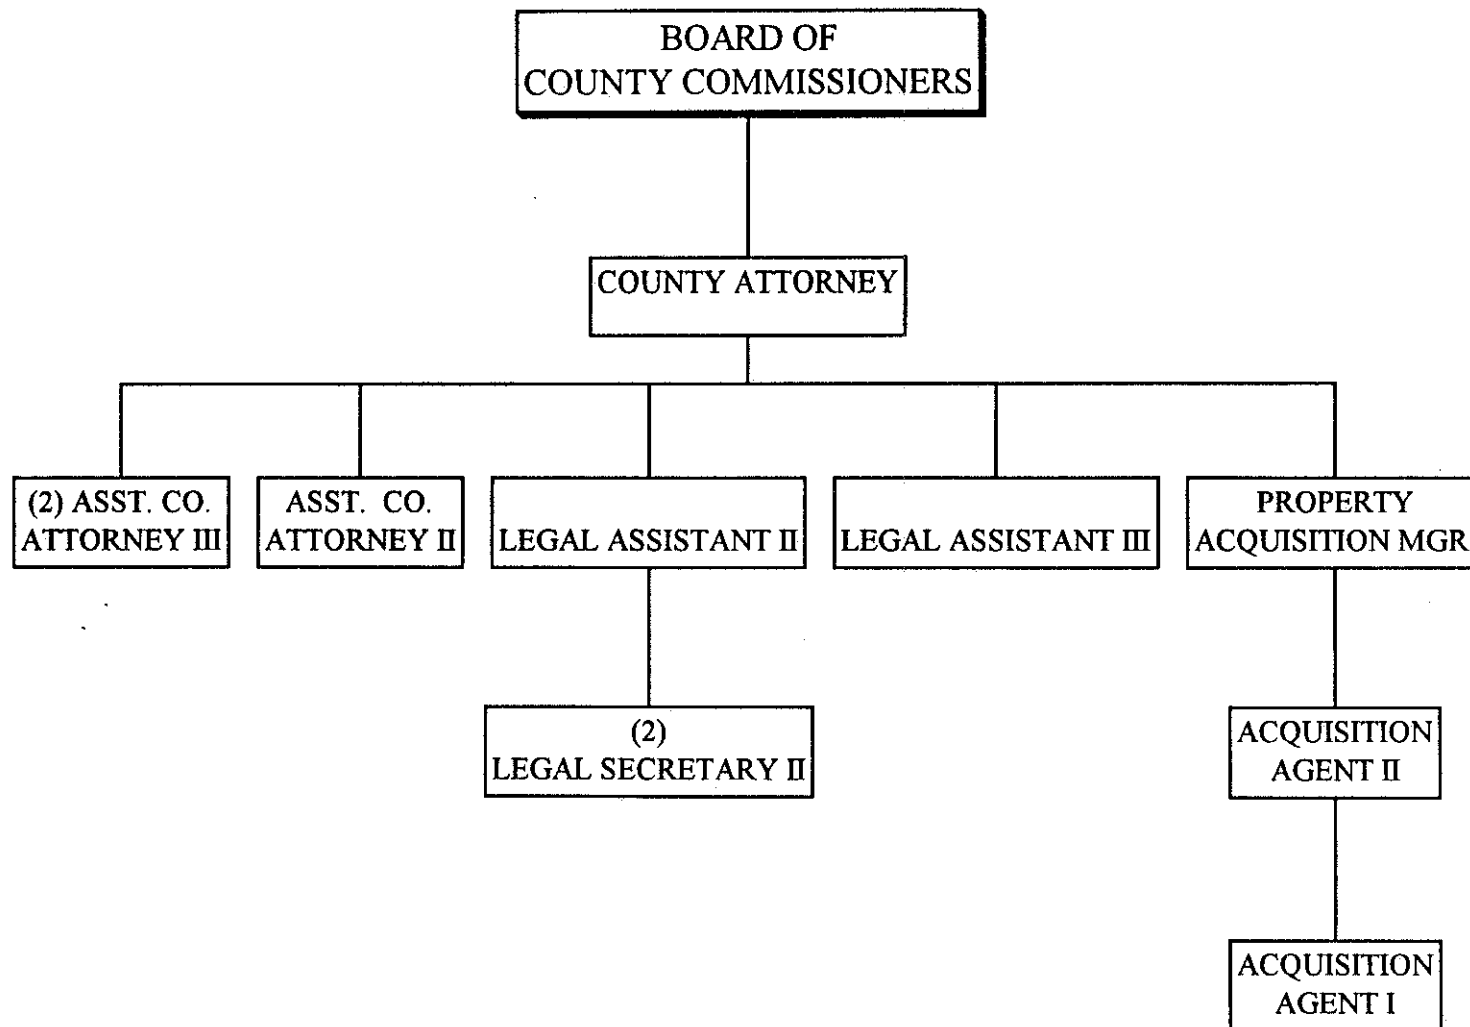 BOARD OF
COUNTY COMMISSIONERS
COUNTY ATTORNEY
(2) ASST. CO.
ATTORNEY III
ASST. CO.
ATTORNEY II
LEGAL ASSISTANT II
LEGAL ASSISTANT III
PROPERTY
ACQUISITION MGR
(2)
LEGAL SECRETARY II
ACQUISITION
AGENT II
ACQUISITION
AGENT I